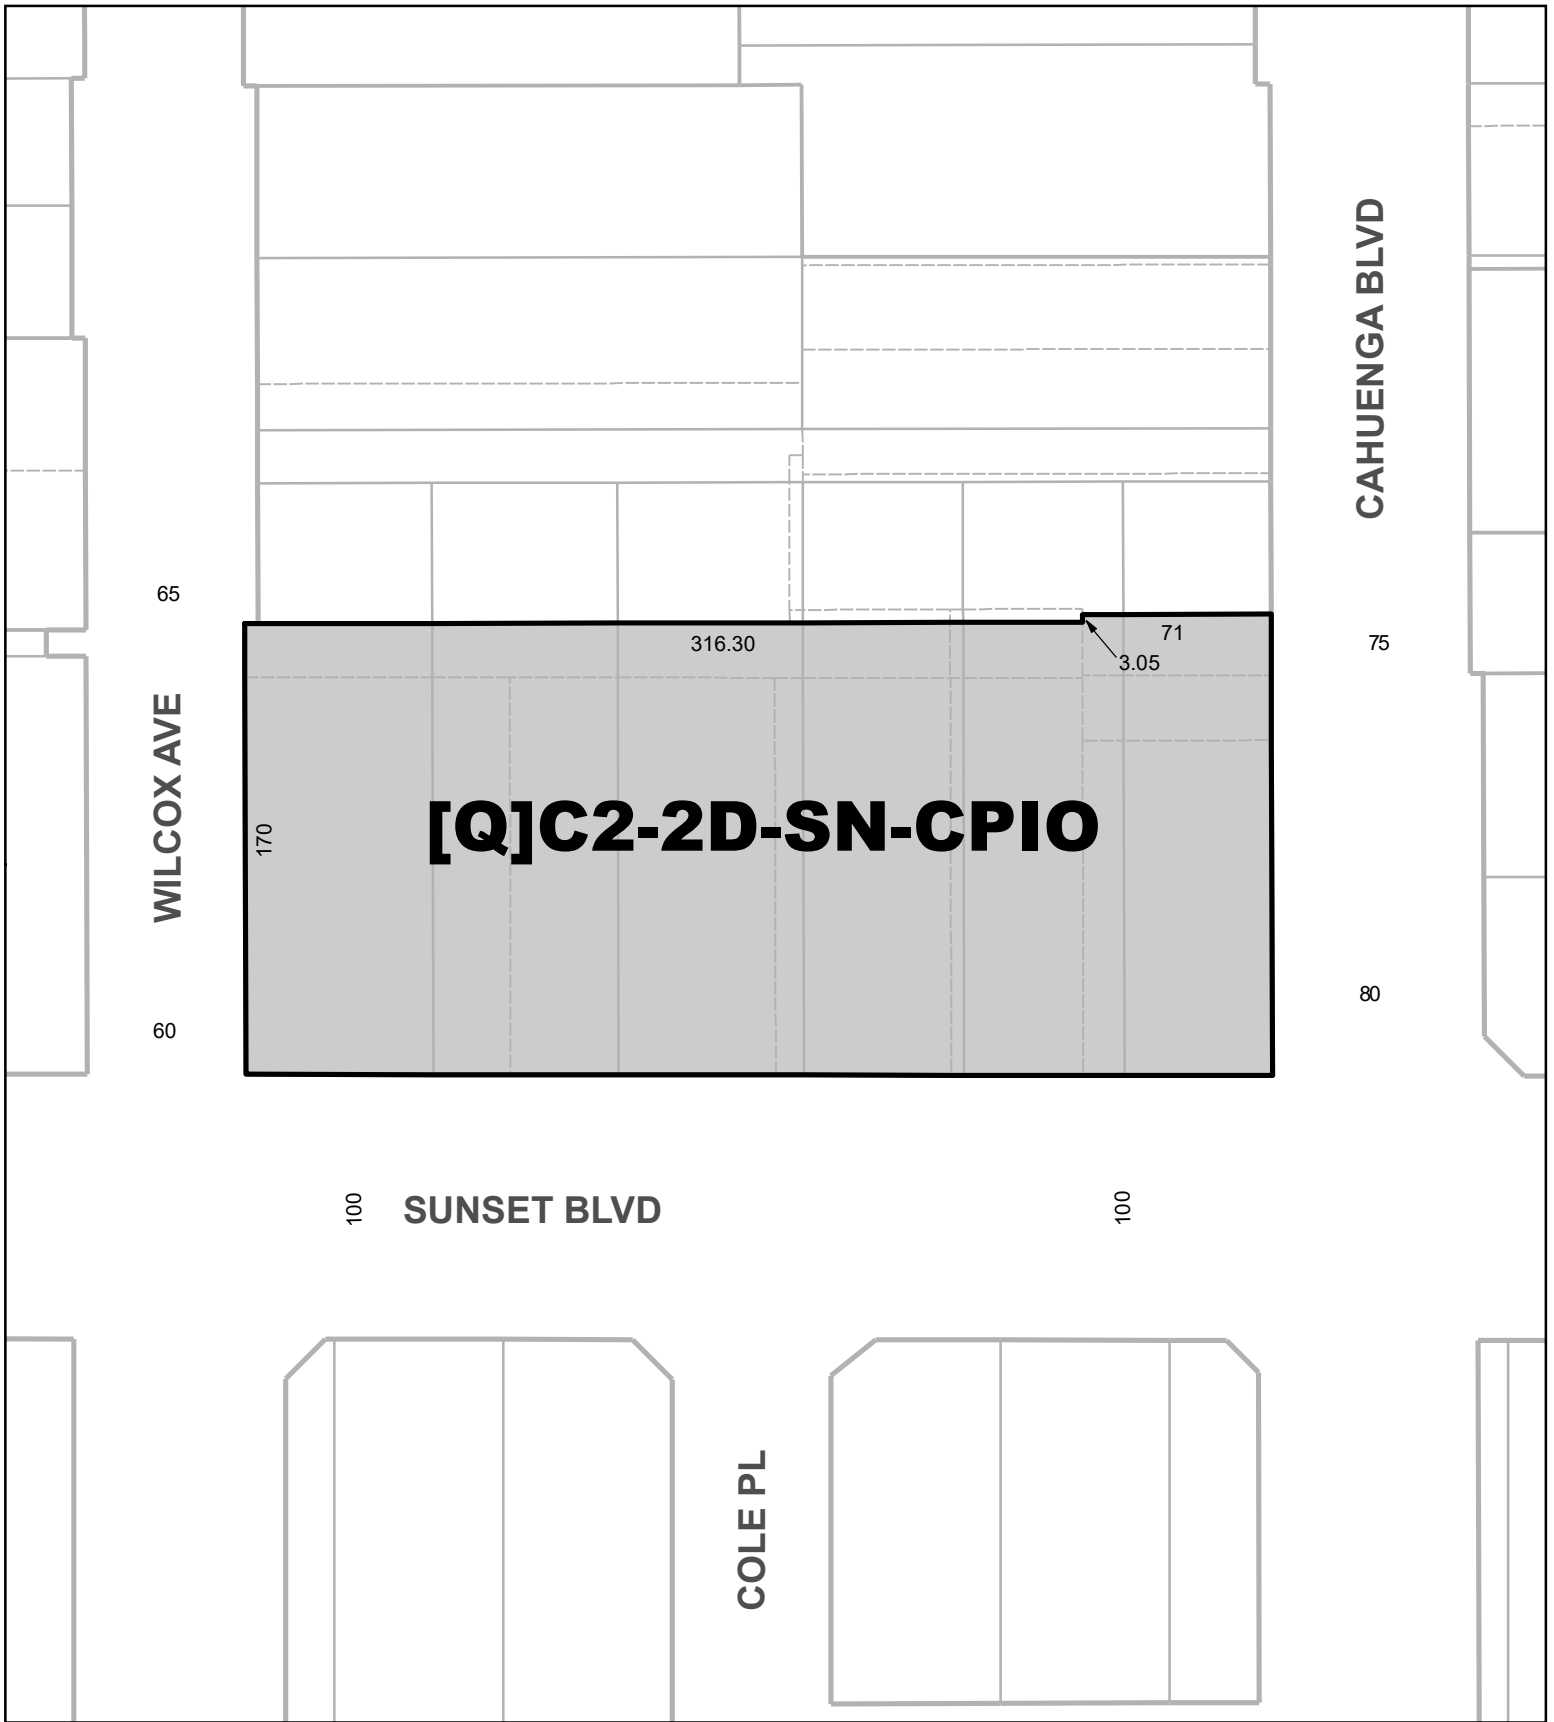 CAHUENGA BLVD
65
316.30
71
75
3.05
WILCOX AVE
170
[Q]C2-2D-SN-CPIO
80
60
100
SUNSET BLVD
100
COLE PL